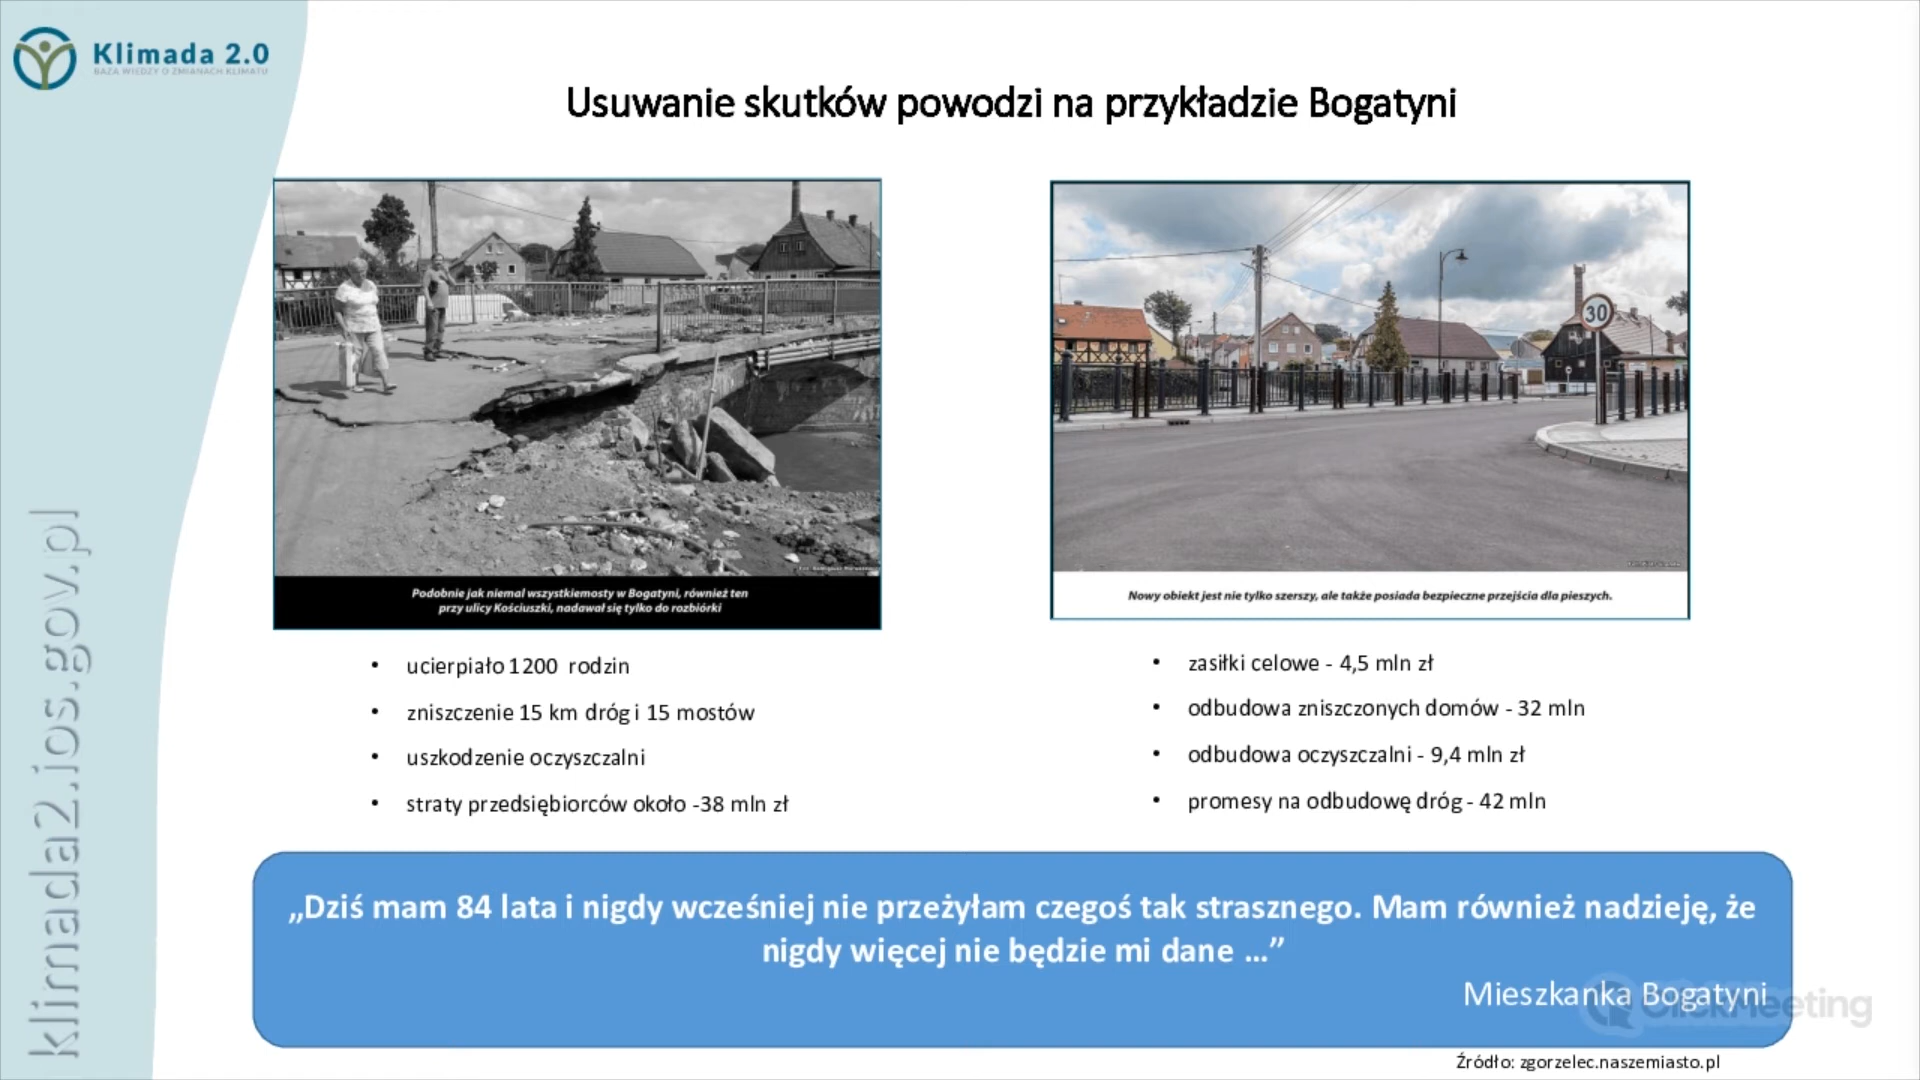 Klimada 2.0
BAZA WIEDZY O ZMIANACH KLIMATU
klimada2.ios.gov.pl
Usuwanie skutków powodzi na przykładzie Bogatyni
30
Podobnie jak niemal wszystkiemosty w Bogatyni, również ten
przy ulicy Kościuszki, nadawał się tylko do rozbiórki
Nowy obiekt jest nie tylko szerszy, ale także posiada bezpieczne przejścia dla pieszych.
• ucierpiało 1200 rodzin
• zniszczenie 15 km dróg i 15 mostów
• uszkodzenie oczyszczalni
• straty przedsiębiorców około -38 mln zł
• zasiłki celowe - 4,5 mln zł
• odbudowa zniszczonych domów - 32 mln
• odbudowa oczyszczalni - 9,4 mln zł
• promesy na odbudowę dróg - 42 mln
„Dziś mam 84 lata i nigdy wcześniej nie przeżyłam czegoś tak strasznego. Mam również nadzieję, że
nigdy więcej nie będzie mi dane …”
Mieszkanka Bogatyni
ClickMeeting
Źródło: zgorzelec.naszemiasto.pl